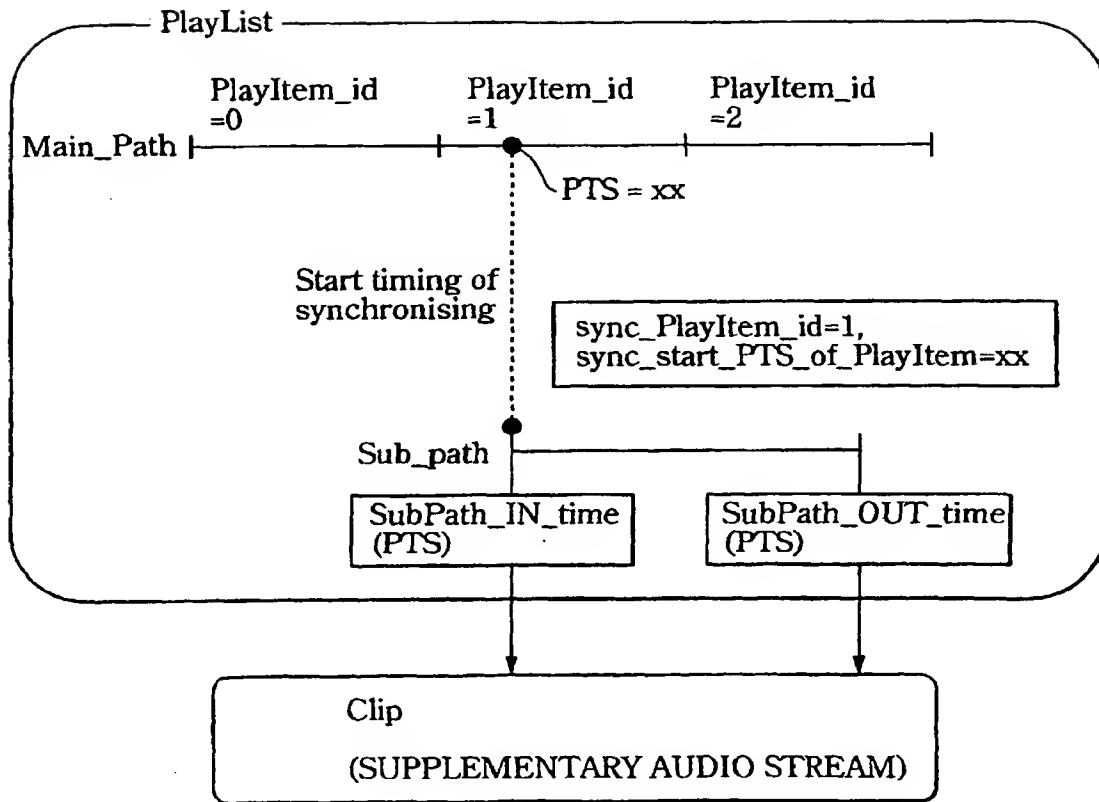 PlayList
PlayItem_id
=0
PlayItem_id
=1
PlayItem_id
=2
Main_Path
PTS = xx
Start timing of
synchronising
sync_PlayItem_id=1,
sync_start_PTS_of_PlayItem=xx
Sub_path
SubPath_IN_time
(PTS)
SubPath_OUT_time
(PTS)
Clip
(SUPPLEMENTARY AUDIO STREAM)